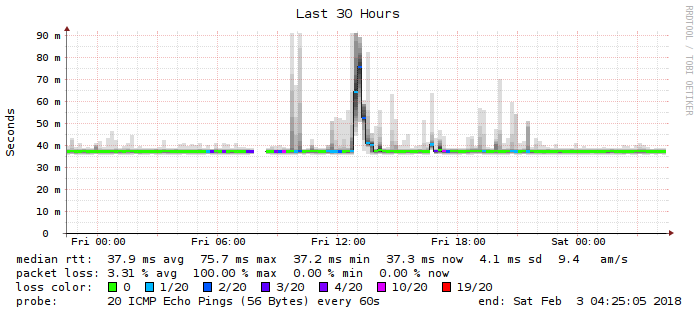 Last 30 Hours
RRDTOOL / TOBI OETIKER
Seconds
90 m
80 m
70 m
60 m
50 m
40 m
30 m
20 m
10 m
0
Fri 00:00 Fri 06:00 Fri 12:00 Fri 18:00 Sat 00:00
median rtt: 37.9 ms avg 75.7 ms max 37.2 ms min 37.3 ms now 4.1 ms sd 9.4 am/s
packet loss: 3.31 % avg 100.00 % max 0.00 % min 0.00 % now
loss color: 0 1/20 2/20 3/20 4/20 10/20 19/20
probe: 20 ICMP Echo Pings (56 Bytes) every 60s end: Sat Feb 3 04:25:05 2018